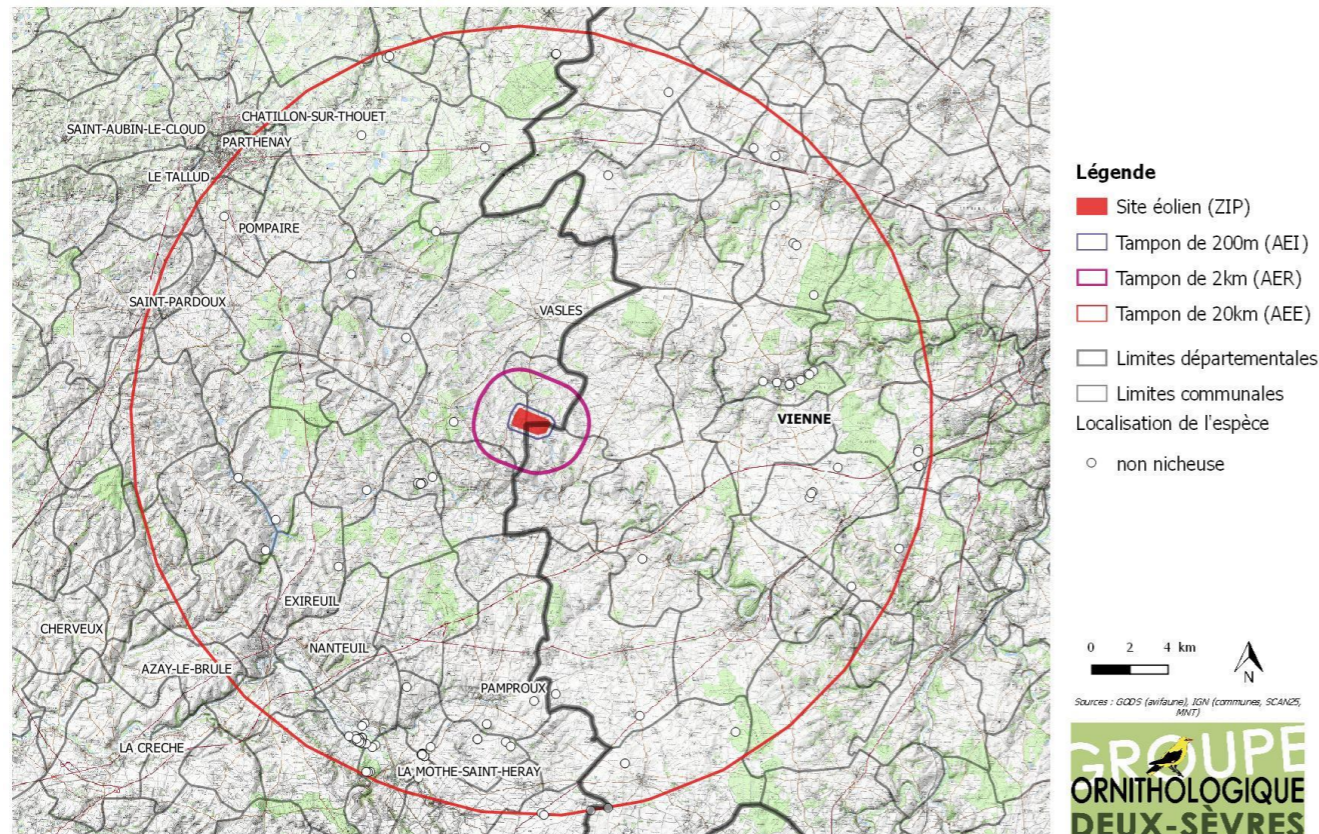 CHATILLON-SUR-THOUET
SAINT-AUBIN-LE-CLOUD
PARTHENAY
LE TALLUD
POMPAIRE
SAINT-PARDOUX
VASLES
VIENNE
EXIREUIL
CHERVEUX
NANTEUIL
AZAY-LE-BRULE
PAMPROUX
LA CRECHE
LA MOTHE-SAINT-HERAY
Légende
Site éolien (ZIP)
Tampon de 200m (AEI)
Tampon de 2km (AER)
Tampon de 20km (AEE)
Limites départementales
Limites communales
Localisation de l'espèce
non nicheuse
0 2 4 km
N
Sources : GODS (avifaune), IGN (communes, SCAN25,
MNT)
GROUPE
ORNITHOLOGIQUE
DEUX-SÈVRES